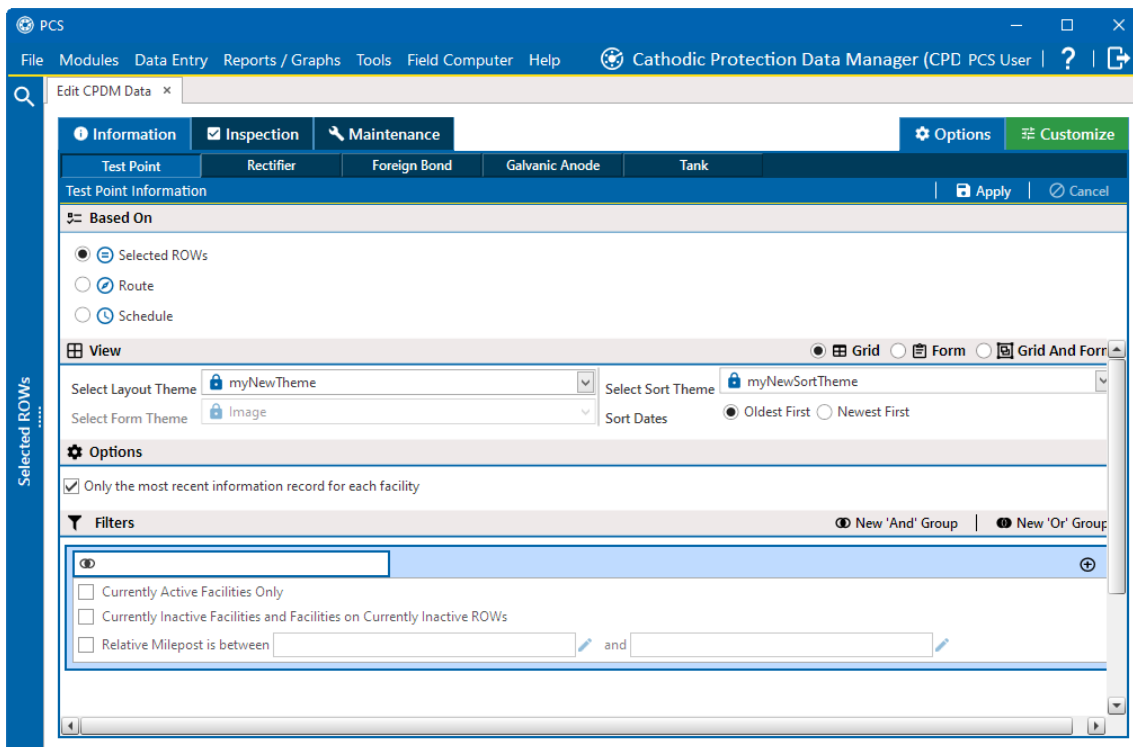 PCS
File Modules Data Entry Reports / Graphs Tools Field Computer Help Cathodic Protection Data Manager (CPD PCS User ?
Edit CPDM Data ×
Information Inspection Maintenance Options Customize
Test Point Rectifier Foreign Bond Galvanic Anode Tank
Test Point Information Apply Cancel
Based On
Selected ROWs
Route
Schedule
View Grid Form Grid And Form
Select Layout Theme myNewTheme Select Sort Theme myNewSortTheme
Select Form Theme Image Sort Dates Oldest First Newest First
Selected ROWs
Options
Only the most recent information record for each facility
Filters New 'And' Group New 'Or' Group
Currently Active Facilities Only
Currently Inactive Facilities and Facilities on Currently Inactive ROWs
Relative Milepost is between and